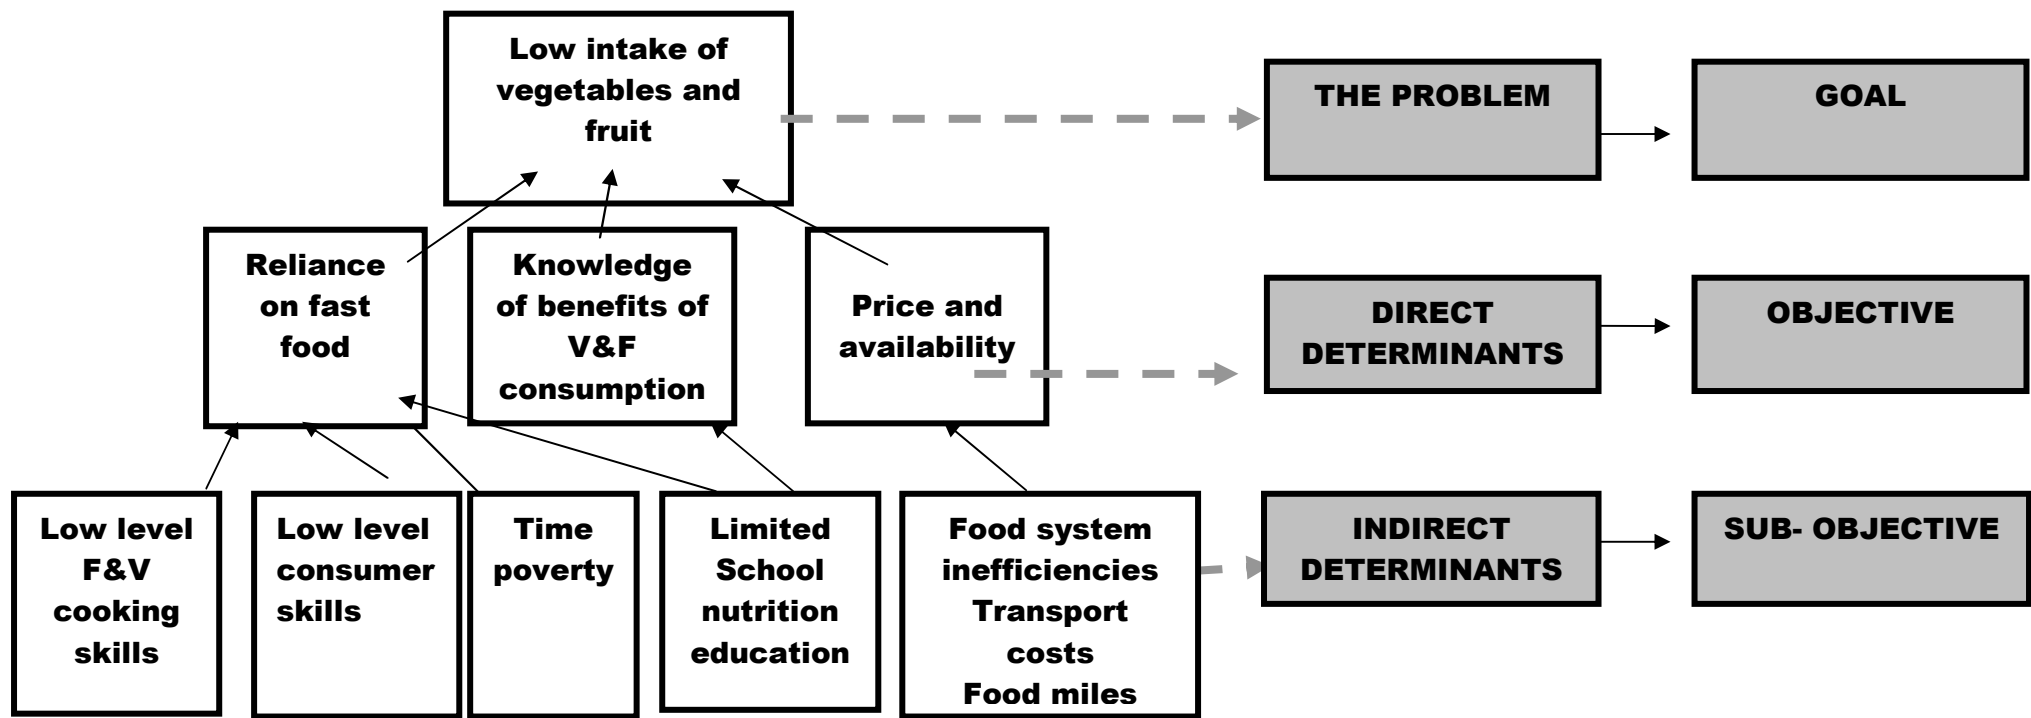 Low intake of
vegetables and
fruit
THE PROBLEM
GOAL
Reliance
on fast
food
Knowledge
of benefits of
V&F
consumption
Price and
availability
DIRECT
DETERMINANTS
OBJECTIVE
Low level
F&V
cooking
skills
Low level
consumer
skills
Time
poverty
Limited
School
nutrition
education
Food system
inefficiencies
Transport
costs
Food miles
INDIRECT
DETERMINANTS
SUB- OBJECTIVE